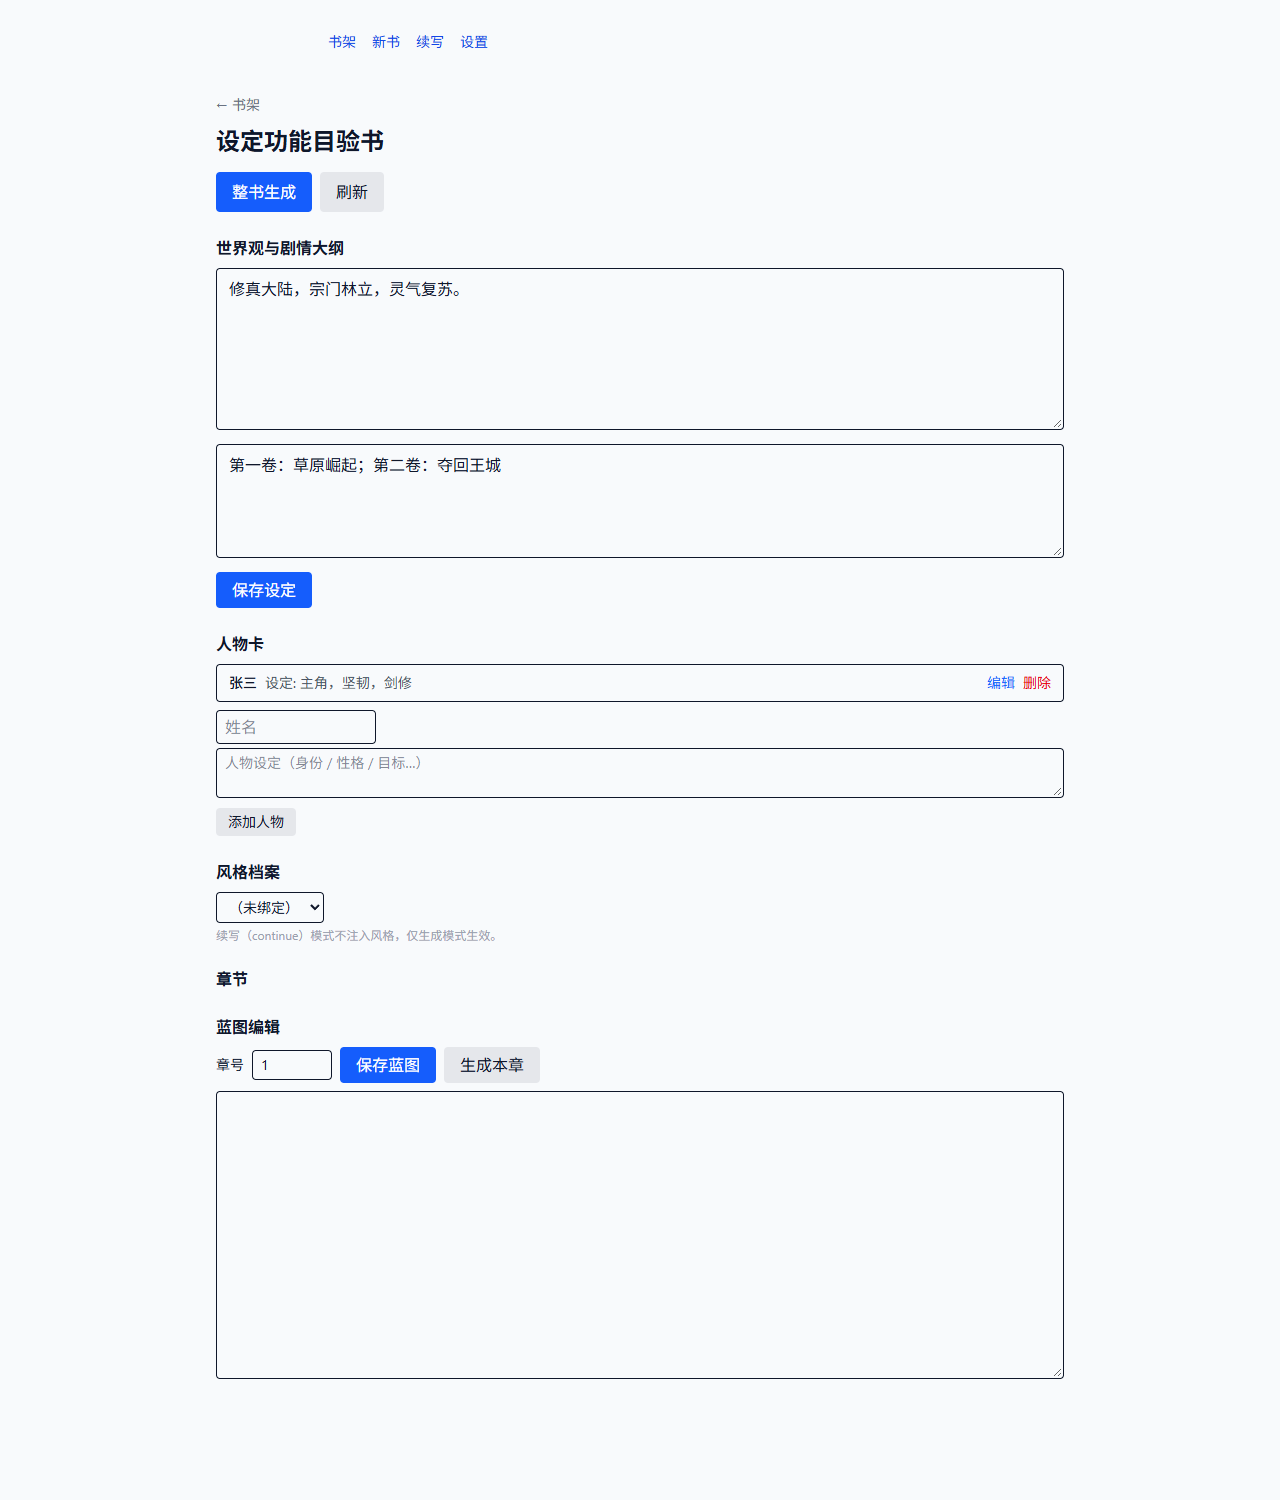 书架 新书 续写 设置
← 书架
设定功能目验书
整书生成 刷新
世界观与剧情大纲
修真大陆，宗门林立，灵气复苏。
第一卷：草原崛起；第二卷：夺回王城
保存设定
人物卡
张三 设定: 主角，坚韧，剑修 编辑 删除
姓名
人物设定（身份 / 性格 / 目标…）
添加人物
风格档案
（未绑定）
续写（continue）模式不注入风格，仅生成模式生效。
章节
蓝图编辑
章号 1 保存蓝图 生成本章